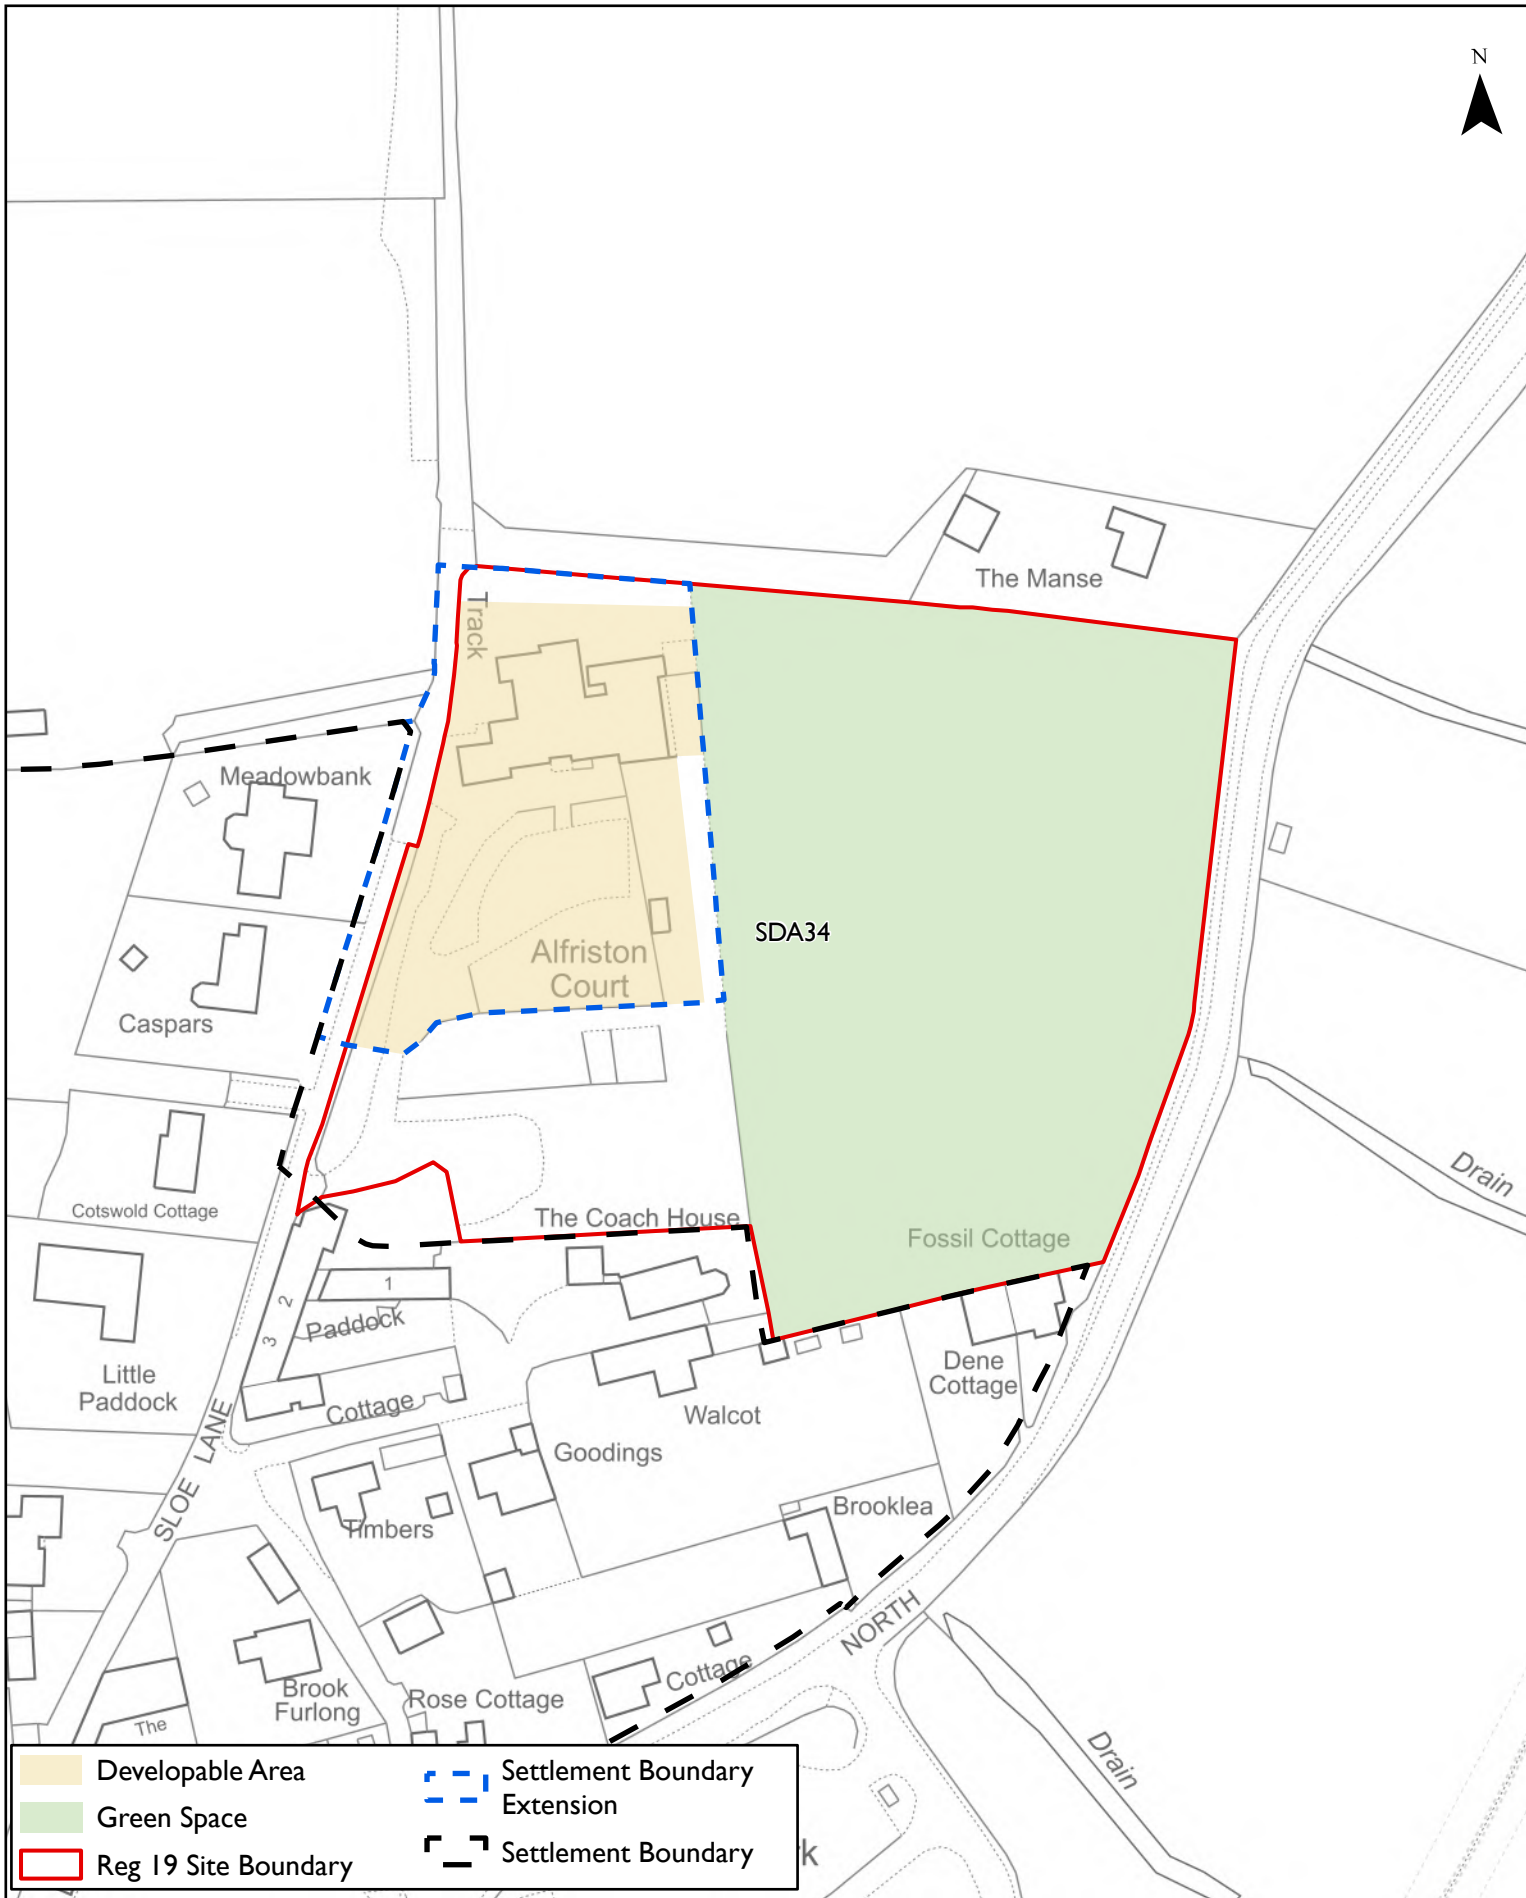 N
The Manse
Track
Meadowbank
SDA34
Alfriston
Court
Caspars
Cotswold Cottage
The Coach House
Fossil Cottage
1
2
3
Paddock
Little
Paddock
Dene
Cottage
Cottage
Walcot
SLOE LANE
Goodings
Timbers
Brooklea
Drain
NORTH
Cottage
Brook
Furlong
Rose Cottage
The
Drain
Developable Area
Green Space
Reg 19 Site Boundary
Settlement Boundary
Extension
Settlement Boundary